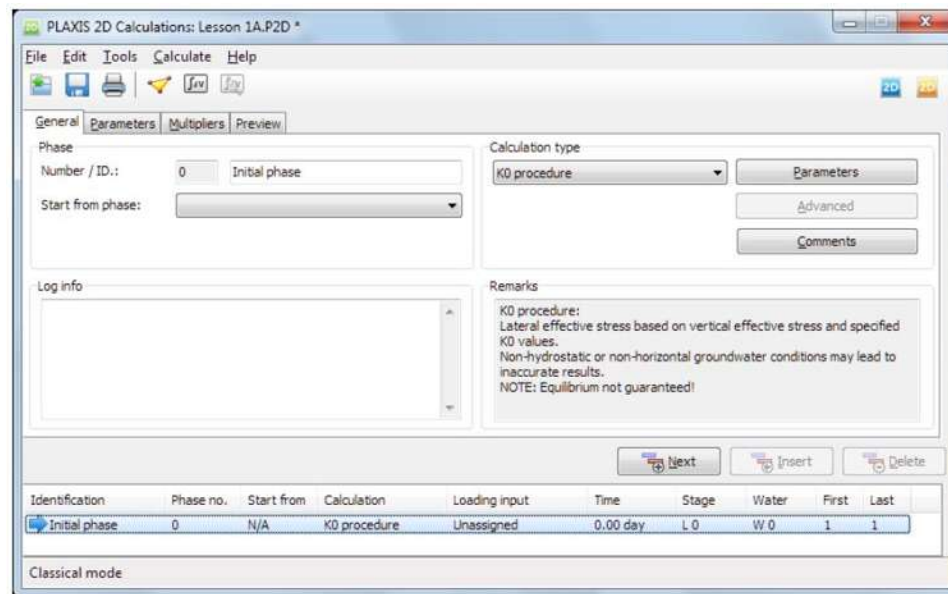 PLAXIS 2D Calculations: Lesson 1A.P2D *
File Edit Tools Calculate Help
2D 2D
General Parameters Multipliers Preview
Phase
Number / ID.: 0 Initial phase
Start from phase:
Calculation type
K0 procedure
Parameters
Advanced
Comments
Log info
Remarks
K0 procedure:
Lateral effective stress based on vertical effective stress and specified
K0 values.
Non-hydrostatic or non-horizontal groundwater conditions may lead to
inaccurate results.
NOTE: Equilibrium not guaranteed!
Next Insert Delete
Identification Phase no. Start from Calculation Loading input Time Stage Water First Last
Initial phase 0 N/A K0 procedure Unassigned 0.00 day L 0 W 0 1 1
Classical mode